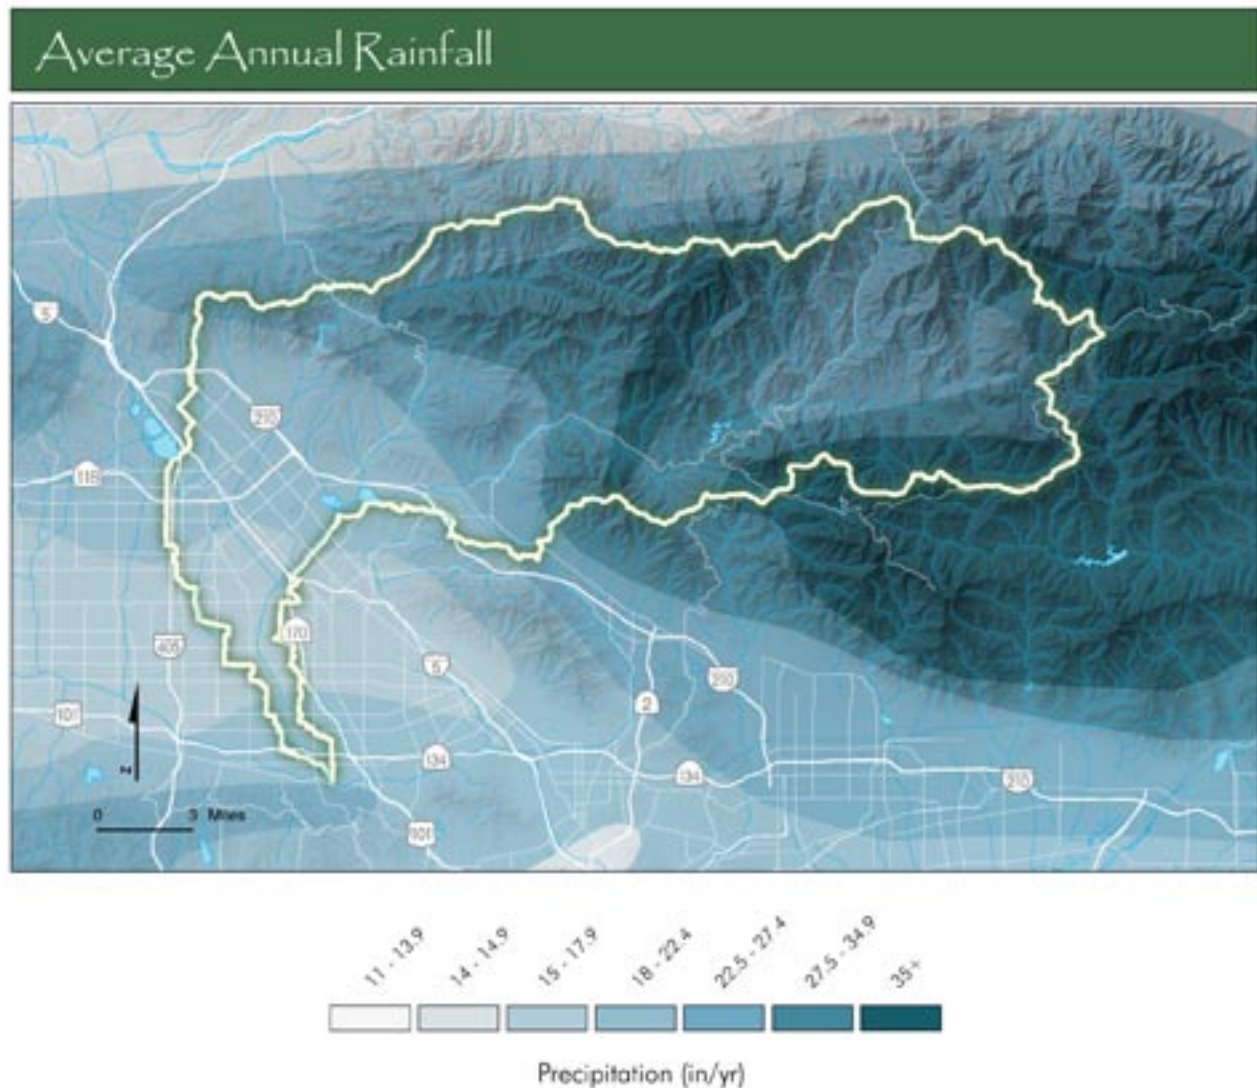 Average Annual Rainfall
5
210
118
405
170
5
101
2
210
134
134
210
101
N
0 3 Miles
11 - 13.9
14 - 14.9
15 - 17.9
18 - 22.4
22.5 - 27.4
27.5 - 34.9
35+
Precipitation (in/yr)